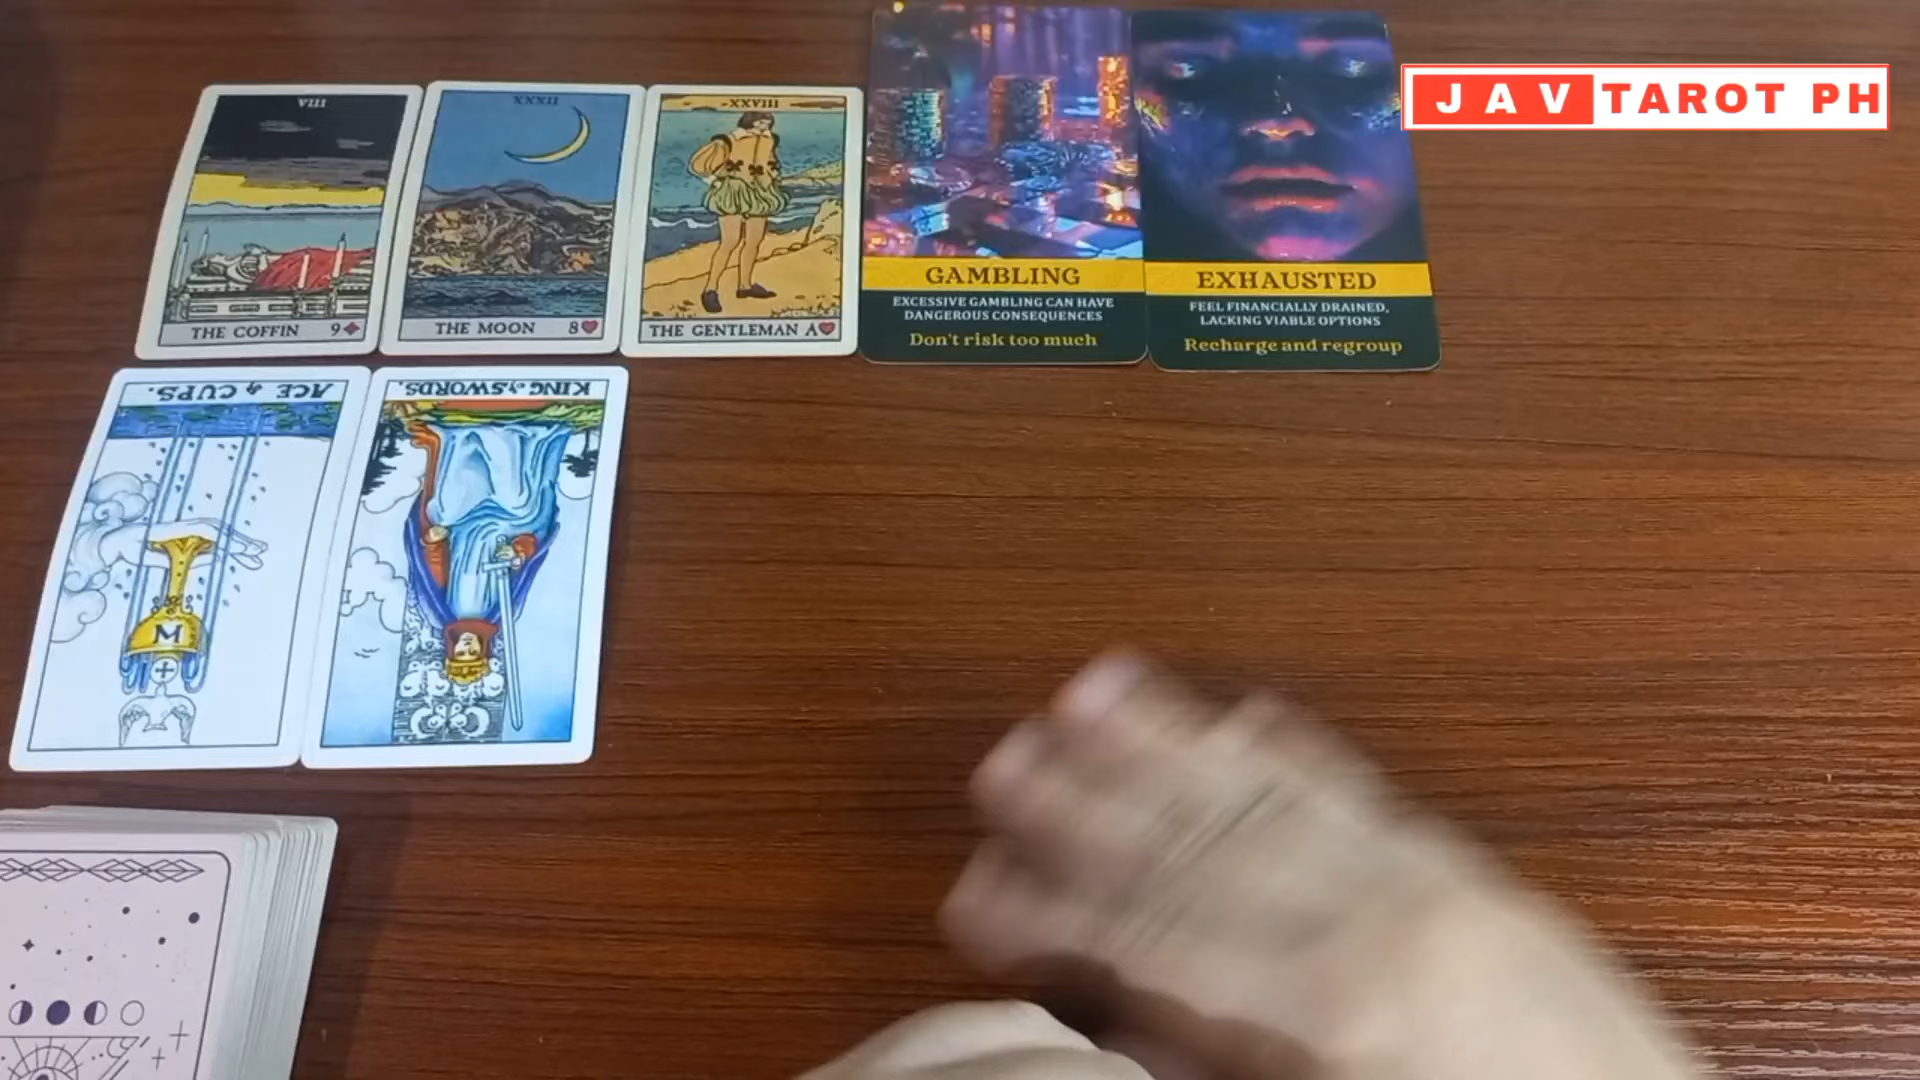 VIII
THE COFFIN 9♦
XXXII
THE MOON 8♥
XXVIII
THE GENTLEMAN A♥
GAMBLING
EXCESSIVE GAMBLING CAN HAVE
DANGEROUS CONSEQUENCES
Don't risk too much
EXHAUSTED
FEEL FINANCIALLY DRAINED,
LACKING VIABLE OPTIONS
Recharge and regroup
JAV TAROT PH
ACE of CUPS.
KING of SWORDS.